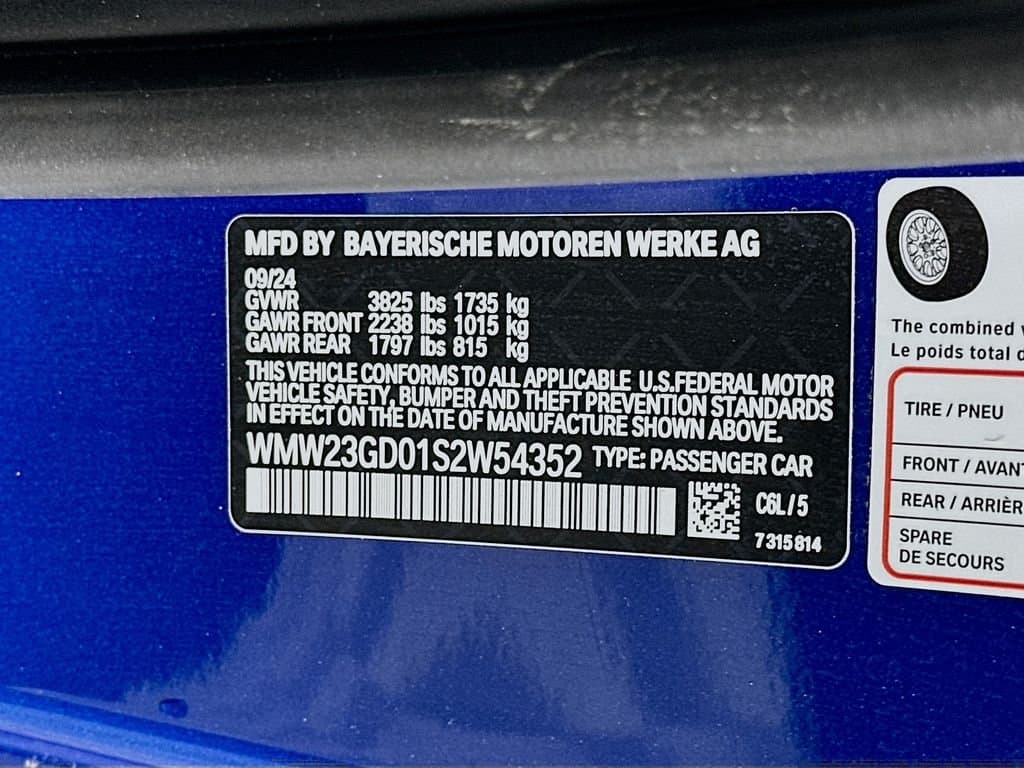 MFD BY BAYERISCHE MOTOREN WERKE AG
09/24
GVWR 3825 lbs 1735 kg
GAWR FRONT 2238 lbs 1015 kg
GAWR REAR 1797 lbs 815 kg
THIS VEHICLE CONFORMS TO ALL APPLICABLE U.S.FEDERAL MOTOR
VEHICLE SAFETY, BUMPER AND THEFT PREVENTION STANDARDS
IN EFFECT ON THE DATE OF MANUFACTURE SHOWN ABOVE.
WMW23GD01S2W54352 TYPE: PASSENGER CAR
C6L/5
7315814
The combined
Le poids total
TIRE / PNEU
FRONT / AVANT
REAR / ARRIÈR
SPARE
DE SECOURS